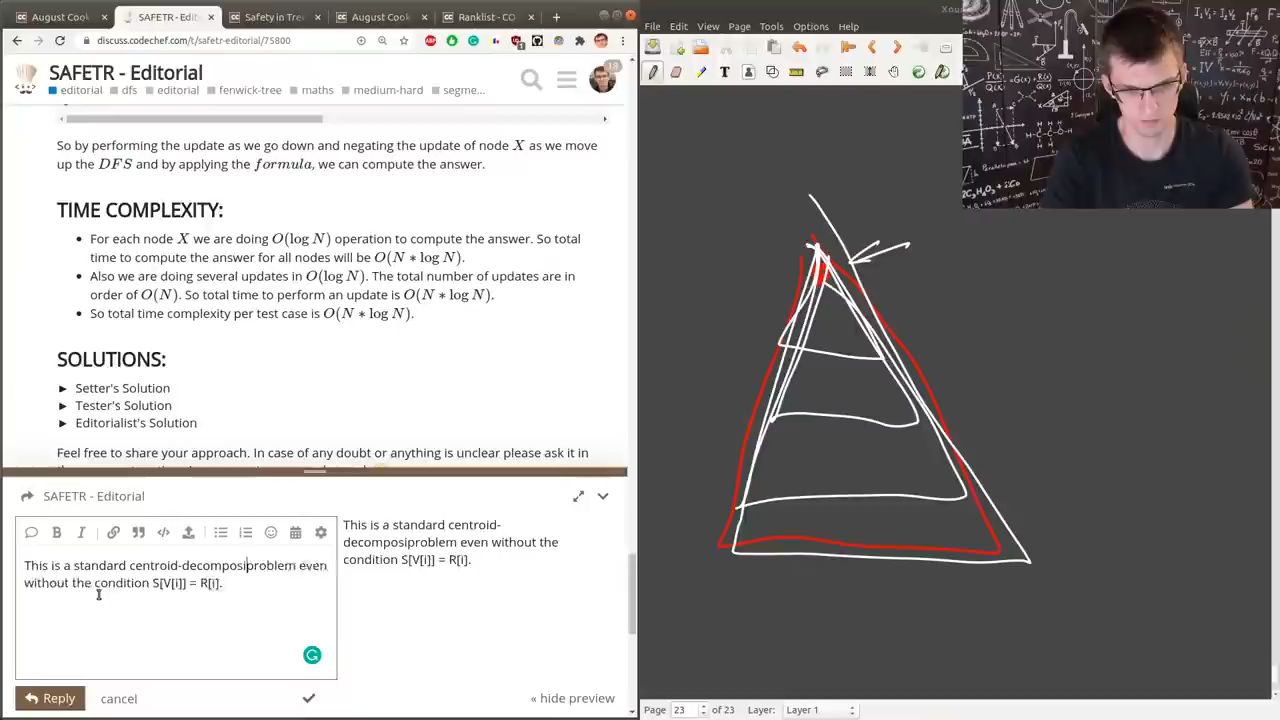 August Cook
SAFETR - Edit
Safety in Tre
August Cook
Ranklist - CO
discuss.codechef.com/t/safetr-editorial/75800
SAFETR - Editorial
editorial dfs editorial fenwick-tree maths medium-hard segme...
So by performing the update as we go down and negating the update of node X as we move
up the DFS and by applying the formula, we can compute the answer.
TIME COMPLEXITY:
For each node X we are doing O(log N) operation to compute the answer. So total
time to compute the answer for all nodes will be O(N ∗ log N).
Also we are doing several updates in O(log N). The total number of updates are in
order of O(N). So total time to perform an update is O(N ∗ log N).
So total time complexity per test case is O(N ∗ log N).
SOLUTIONS:
Setter's Solution
Tester's Solution
Editorialist's Solution
Feel free to share your approach. In case of any doubt or anything is unclear please ask it in
SAFETR - Editorial
This is a standard centroid-decomposiproblem even
without the condition S[V[i]] = R[i].
This is a standard centroid-
decomposiproblem even without the
condition S[V[i]] = R[i].
Reply cancel
« hide preview
File Edit View Page Tools Options Help
Page 23 of 23 Layer: Layer 1